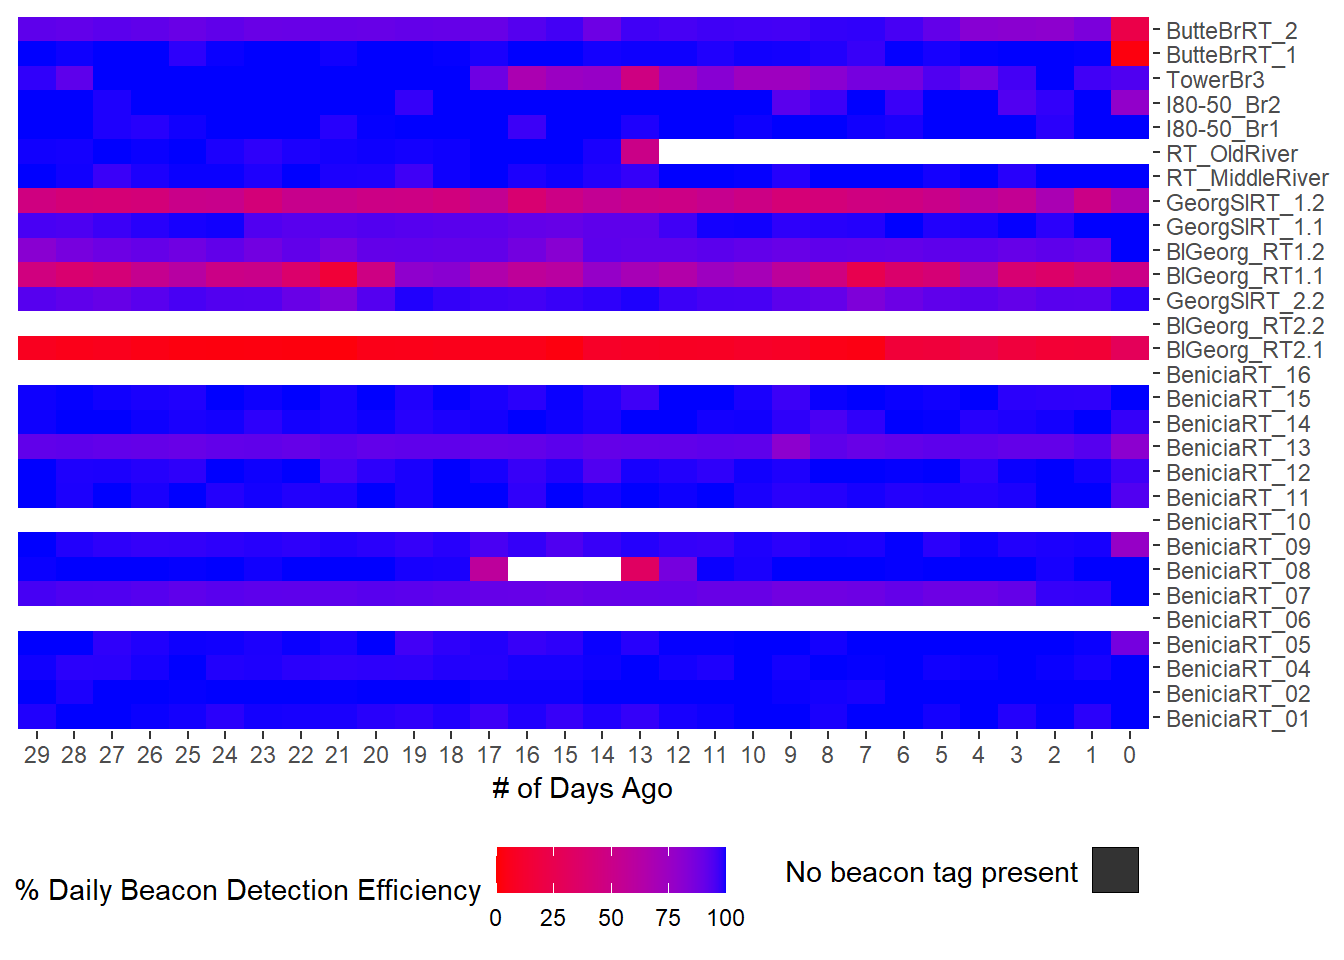 ButteBrRT_2
ButteBrRT_1
TowerBr3
I80-50_Br2
I80-50_Br1
RT_OldRiver
RT_MiddleRiver
GeorgSlRT_1.2
GeorgSlRT_1.1
BlGeorg_RT1.2
BlGeorg_RT1.1
GeorgSlRT_2.2
BlGeorg_RT2.2
BlGeorg_RT2.1
BeniciaRT_16
BeniciaRT_15
BeniciaRT_14
BeniciaRT_13
BeniciaRT_12
BeniciaRT_11
BeniciaRT_10
BeniciaRT_09
BeniciaRT_08
BeniciaRT_07
BeniciaRT_06
BeniciaRT_05
BeniciaRT_04
BeniciaRT_02
BeniciaRT_01
29 28 27 26 25 24 23 22 21 20 19 18 17 16 15 14 13 12 11 10 9 8 7 6 5 4 3 2 1 0
# of Days Ago
% Daily Beacon Detection Efficiency
0 25 50 75 100
No beacon tag present